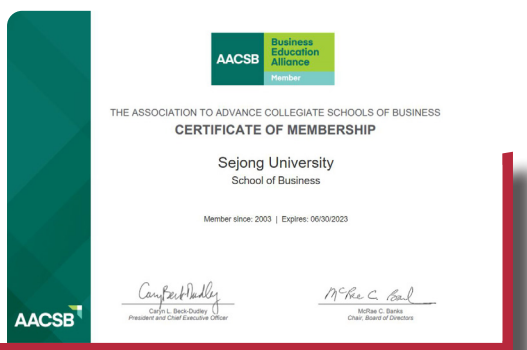 AACSB
Business
Education
Alliance
Member
THE ASSOCIATION TO ADVANCE COLLEGIATE SCHOOLS OF BUSINESS
CERTIFICATE OF MEMBERSHIP
Sejong University
School of Business
Member since: 2003 | Expires: 06/30/2023
Caryn L. Beck-Dudley
President and Chief Executive Officer
McRae C. Banks
Chair, Board of Directors
AACSB